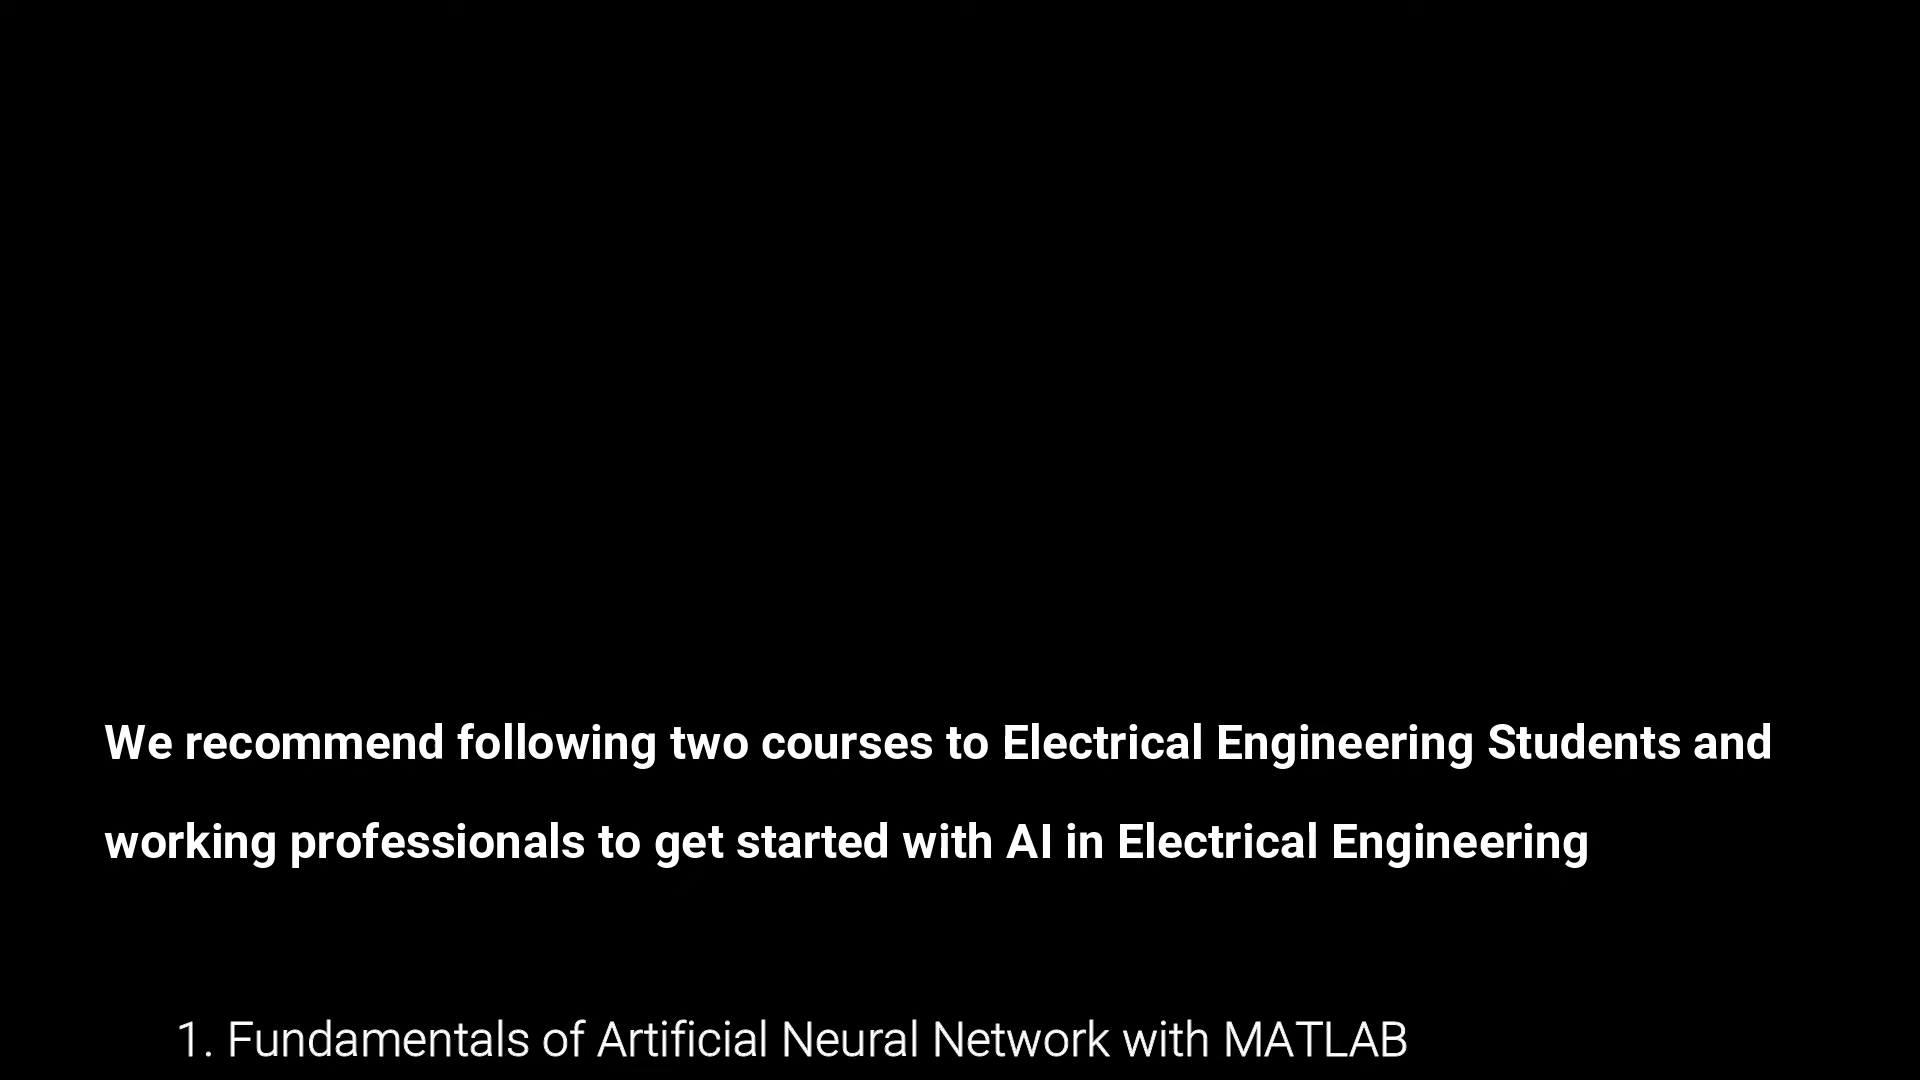 We recommend following two courses to Electrical Engineering Students and
working professionals to get started with AI in Electrical Engineering
1. Fundamentals of Artificial Neural Network with MATLAB